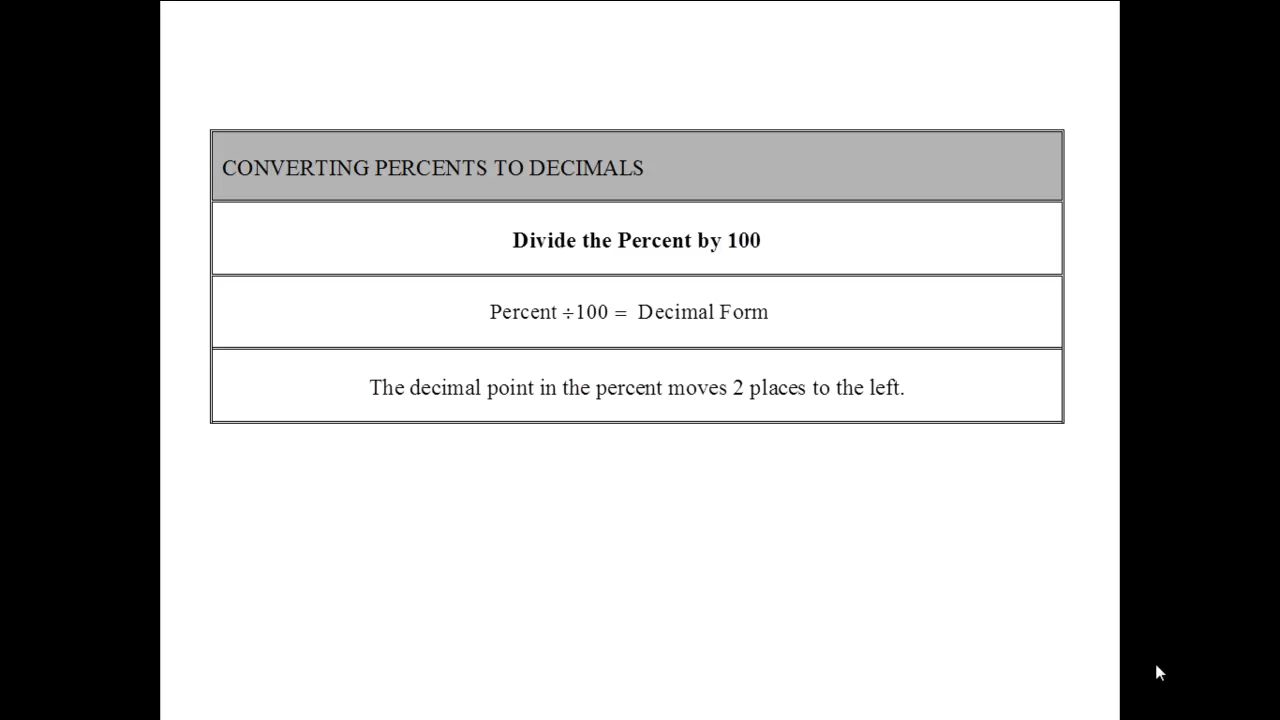 CONVERTING PERCENTS TO DECIMALS
Divide the Percent by 100
Percent ÷100 = Decimal Form
The decimal point in the percent moves 2 places to the left.